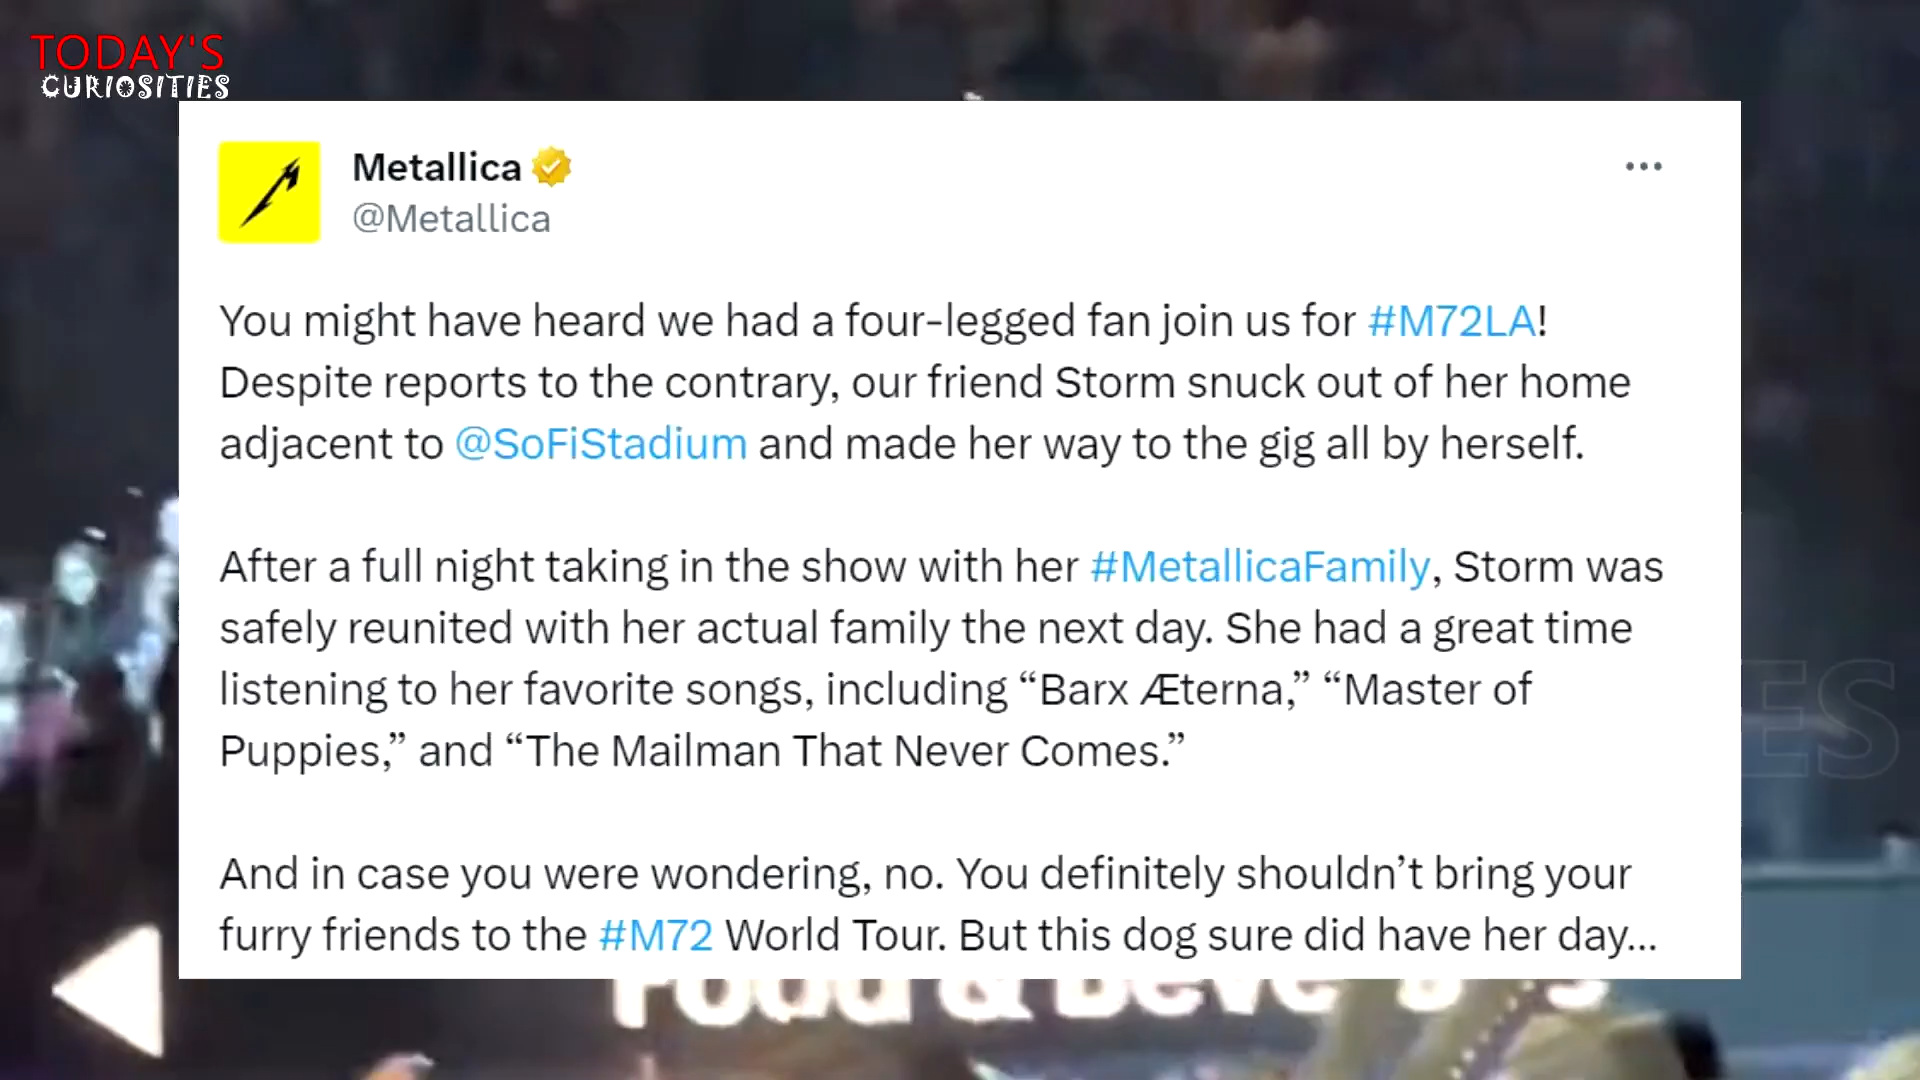 TODAY'S
CURIOSITIES
Metallica
@Metallica
You might have heard we had a four-legged fan join us for #M72LA!
Despite reports to the contrary, our friend Storm snuck out of her home
adjacent to @SoFiStadium and made her way to the gig all by herself.
After a full night taking in the show with her #MetallicaFamily, Storm was
safely reunited with her actual family the next day. She had a great time
listening to her favorite songs, including “Barx Æterna,” “Master of
Puppies,” and “The Mailman That Never Comes.”
And in case you were wondering, no. You definitely shouldn’t bring your
furry friends to the #M72 World Tour. But this dog sure did have her day...
ES
Food &